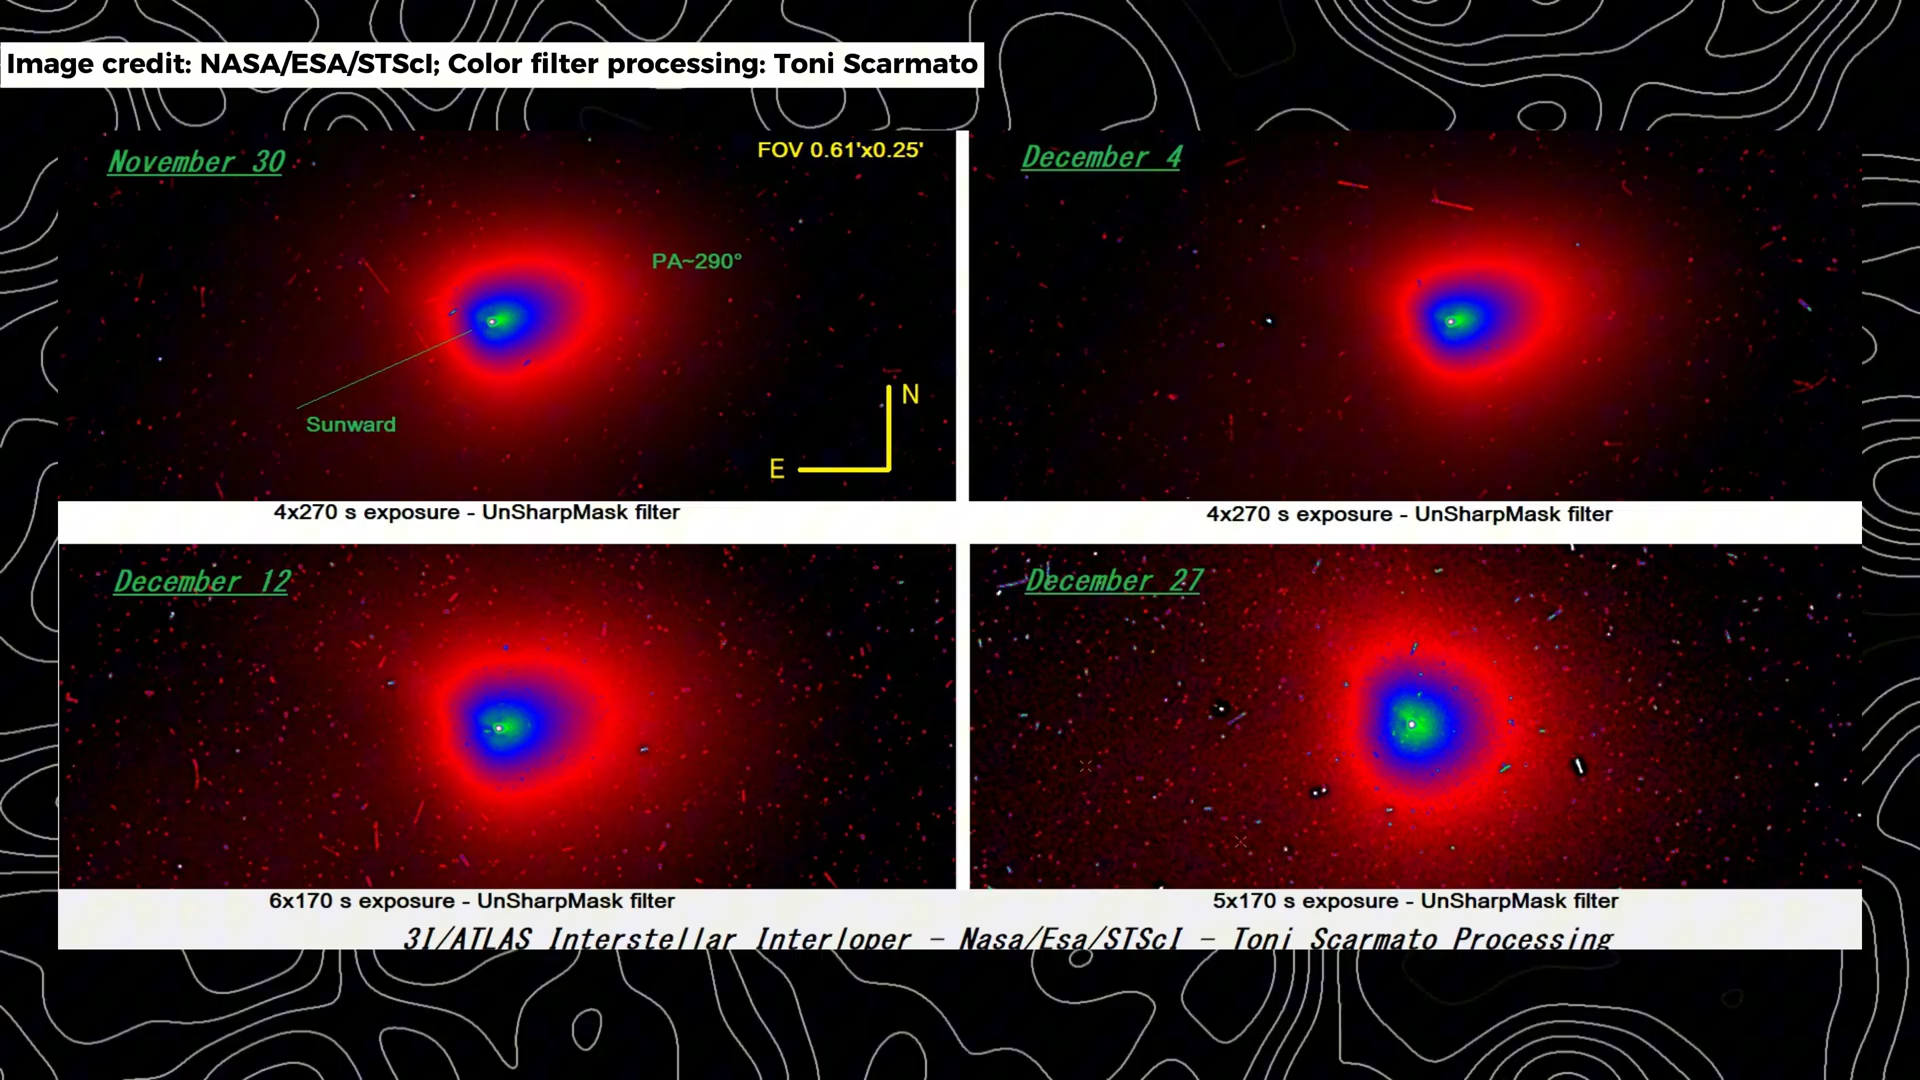 Image credit: NASA/ESA/STScI; Color filter processing: Toni Scarmato
November 30
FOV 0.61'x0.25'
PA~290°
Sunward
N
E
4x270 s exposure - UnSharpMask filter
December 4
4x270 s exposure - UnSharpMask filter
December 12
6x170 s exposure - UnSharpMask filter
December 27
5x170 s exposure - UnSharpMask filter
3I/ATLAS Interstellar Interloper - Nasa/Esa/STScI - Toni Scarmato Processing